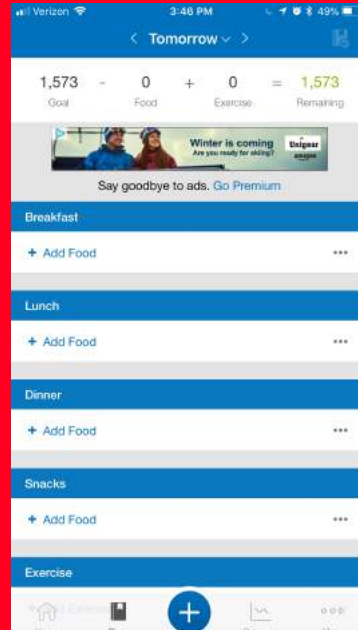 Verizon 3:46 PM 49%
< Tomorrow >
1,573 - 0 + 0 = 1,573
Goal Food Exercise Remaining
Winter is coming
Are you ready for skiing?
Unigear
amazon
Say goodbye to ads. Go Premium
Breakfast
+ Add Food
Lunch
+ Add Food
Dinner
+ Add Food
Snacks
+ Add Food
Exercise